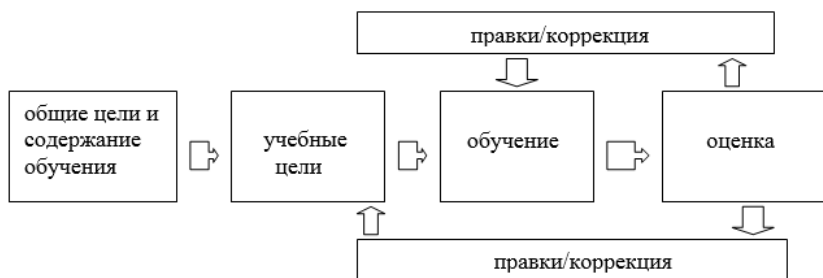 правки/коррекция
общие цели и
содержание
обучения
учебные
цели
обучение
оценка
правки/коррекция